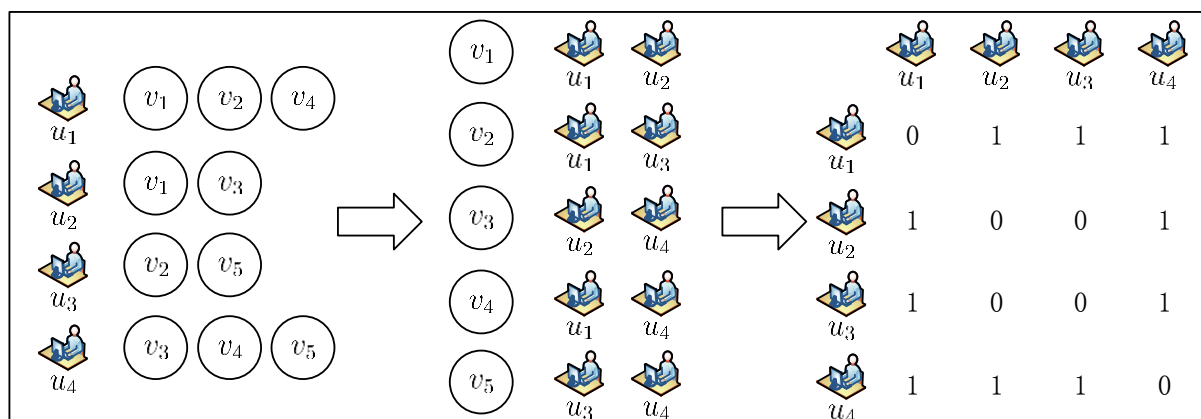 u₁ v₁ v₂ v₄
u₂ v₁ v₃
u₃ v₂ v₅
u₄ v₃ v₄ v₅
v₁ u₁ u₂
v₂ u₁ u₃
v₃ u₂ u₄
v₄ u₁ u₄
v₅ u₃ u₄
u₁ u₂ u₃ u₄
u₁ 0 1 1 1
u₂ 1 0 0 1
u₃ 1 0 0 1
u₄ 1 1 1 0